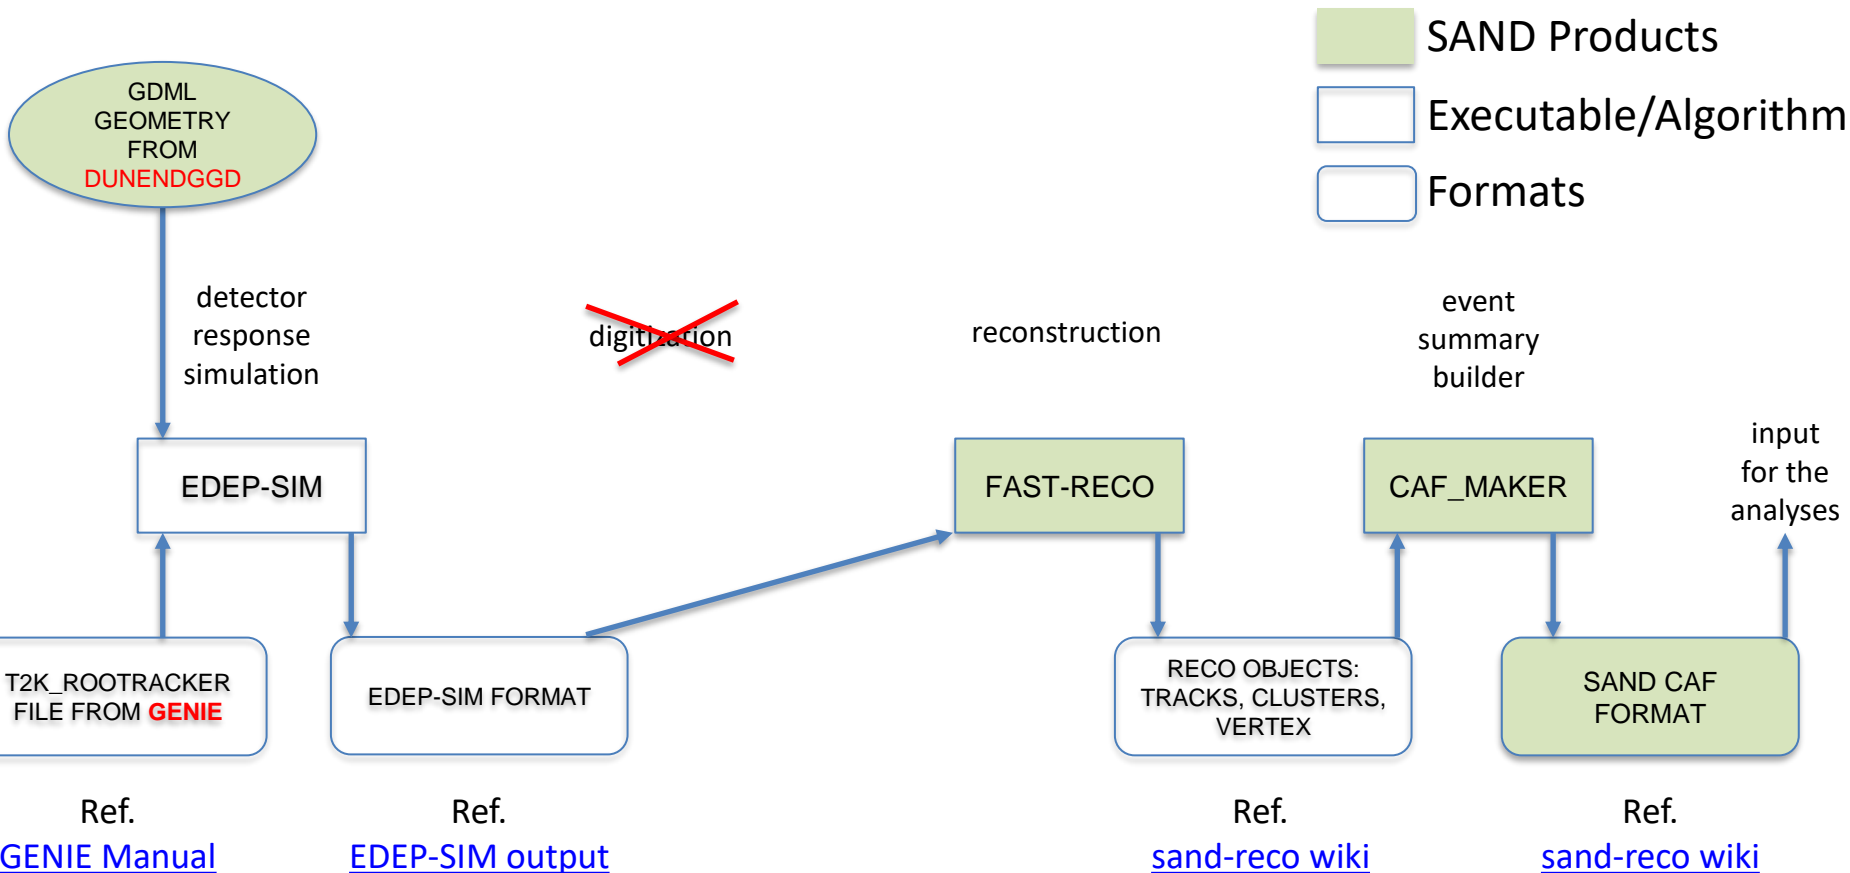 SAND Products
Executable/Algorithm
Formats
GDML
GEOMETRY
FROM
DUNENDGGD
detector
response
simulation
digitization
reconstruction
event
summary
builder
input
for the
analyses
EDEP-SIM
FAST-RECO
CAF_MAKER
T2K_ROOTRACKER
FILE FROM GENIE
EDEP-SIM FORMAT
RECO OBJECTS:
TRACKS, CLUSTERS,
VERTEX
SAND CAF
FORMAT
Ref.
GENIE Manual
Ref.
EDEP-SIM output
Ref.
sand-reco wiki
Ref.
sand-reco wiki